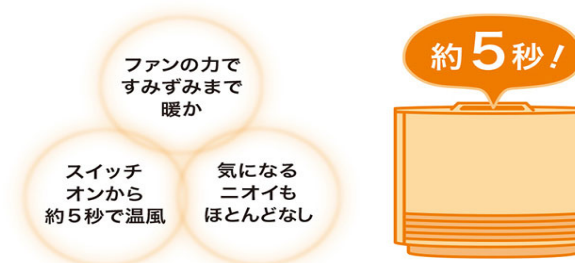 ファンの力で
すみずみまで
暖か
スイッチ
オンから
約5秒で温風
気になる
ニオイも
ほとんどなし
約5秒!